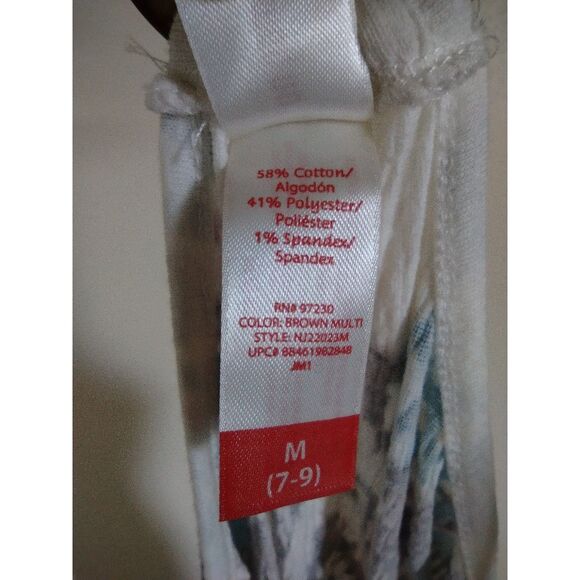 58% Cotton/
Algodón
41% Polyester/
Poliéster
1% Spandex/
Spandex
RN# 97230
COLOR: BROWN MULTI
STYLE: NJ22023M
UPC# 88461982848
JM1
M
(7-9)